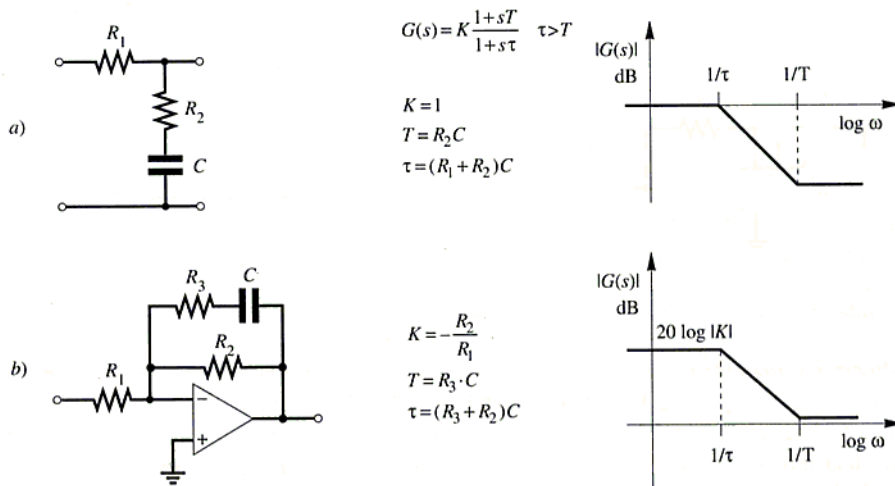 a)
R₁
R₂
C
G(s) = K (1+sT)/(1+sτ) τ>T
K = 1
T = R₂C
τ = (R₁ + R₂)C
|G(s)|
dB
1/τ 1/T
log ω
b)
R₃ C
R₂
R₁
−
+
K = −R₂/R₁
T = R₃·C
τ = (R₃ + R₂)C
|G(s)|
dB
20 log |K|
log ω
1/τ 1/T